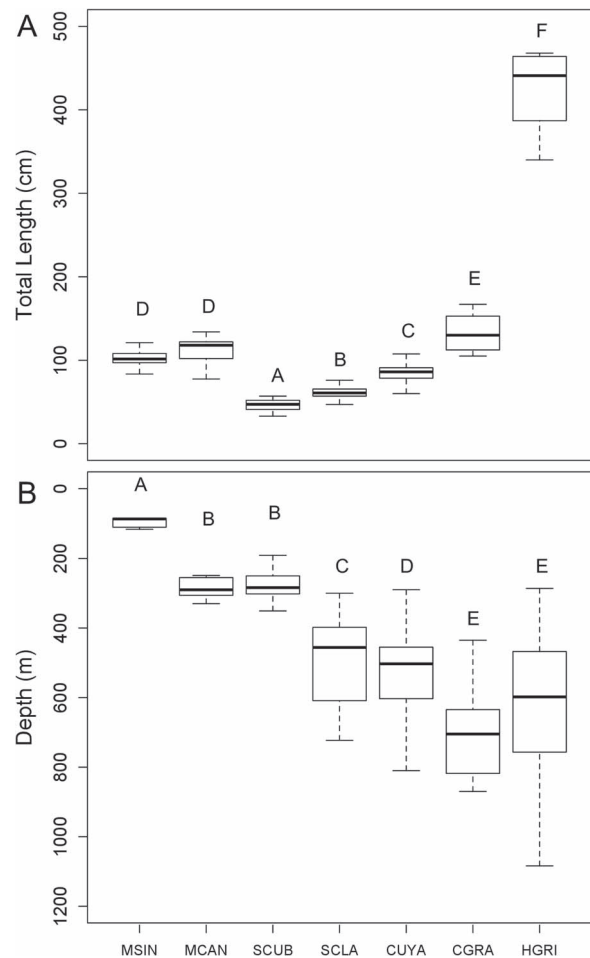 A
Total Length (cm)
500
400
300
200
100
0
D
D
A
B
C
E
F
B
Depth (m)
0
200
400
600
800
1000
1200
A
B
B
C
D
E
E
MSIN MCAN SCUB SCLA CUYA CGRA HGRI